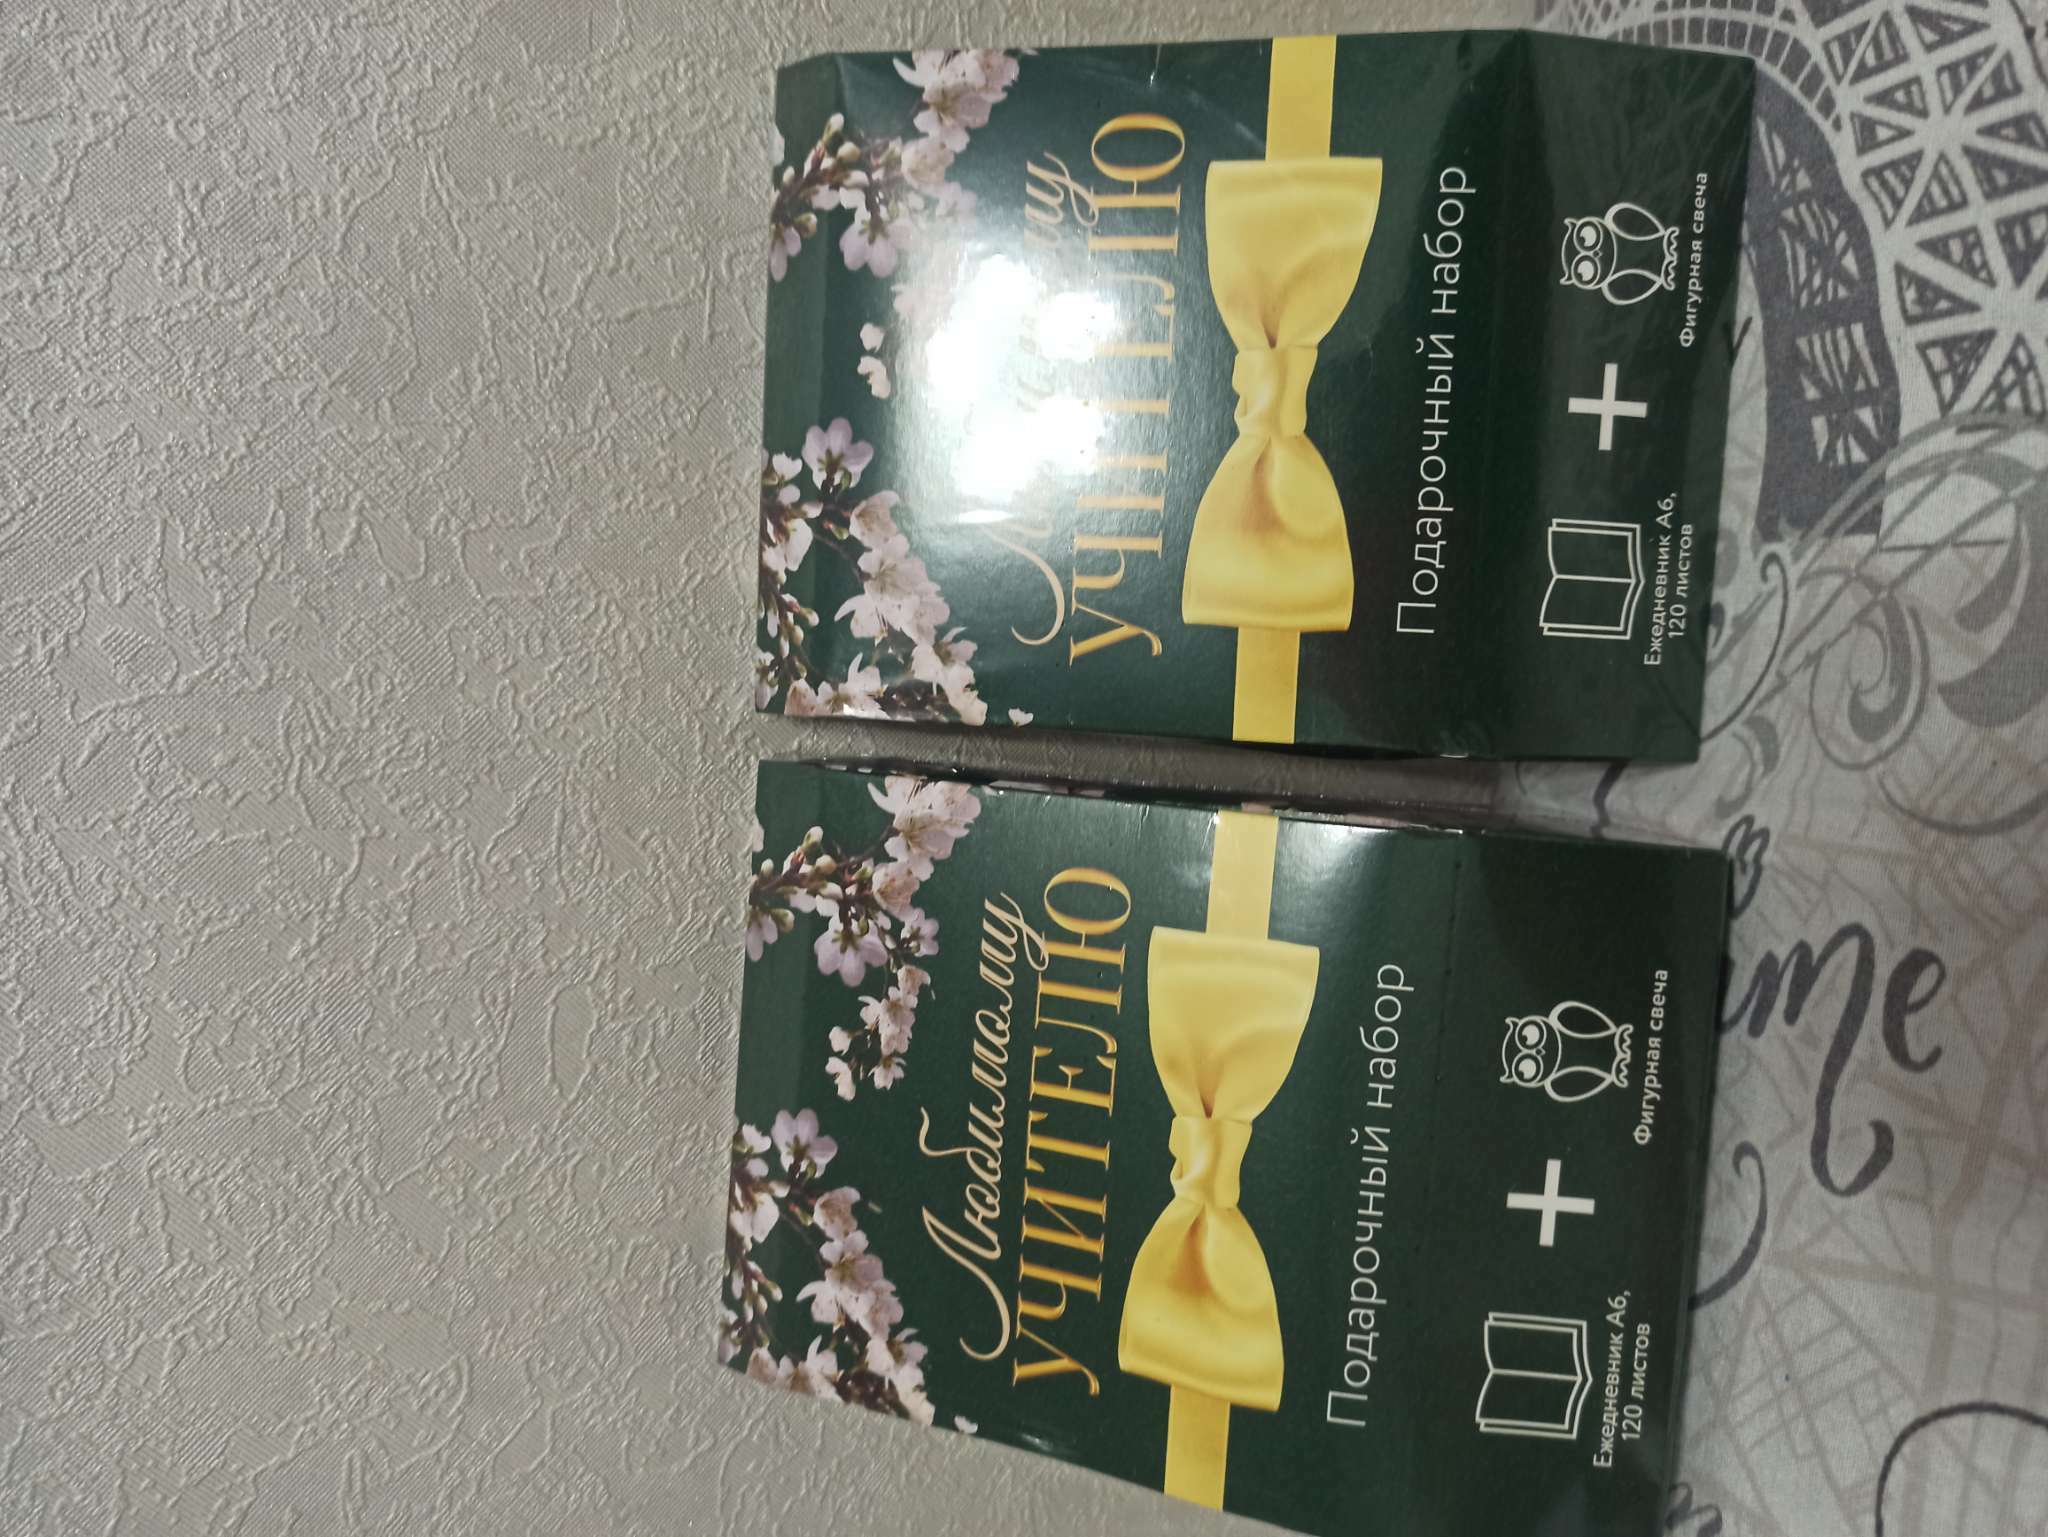 Любимому
УЧИТЕЛЮ
Подарочный набор
Ежедневник А6,
120 листов
Фигурная свеча
УЧИТЕЛЮ
Подарочный набор
Ежедневник А6,
120 листов
Фигурная свеча